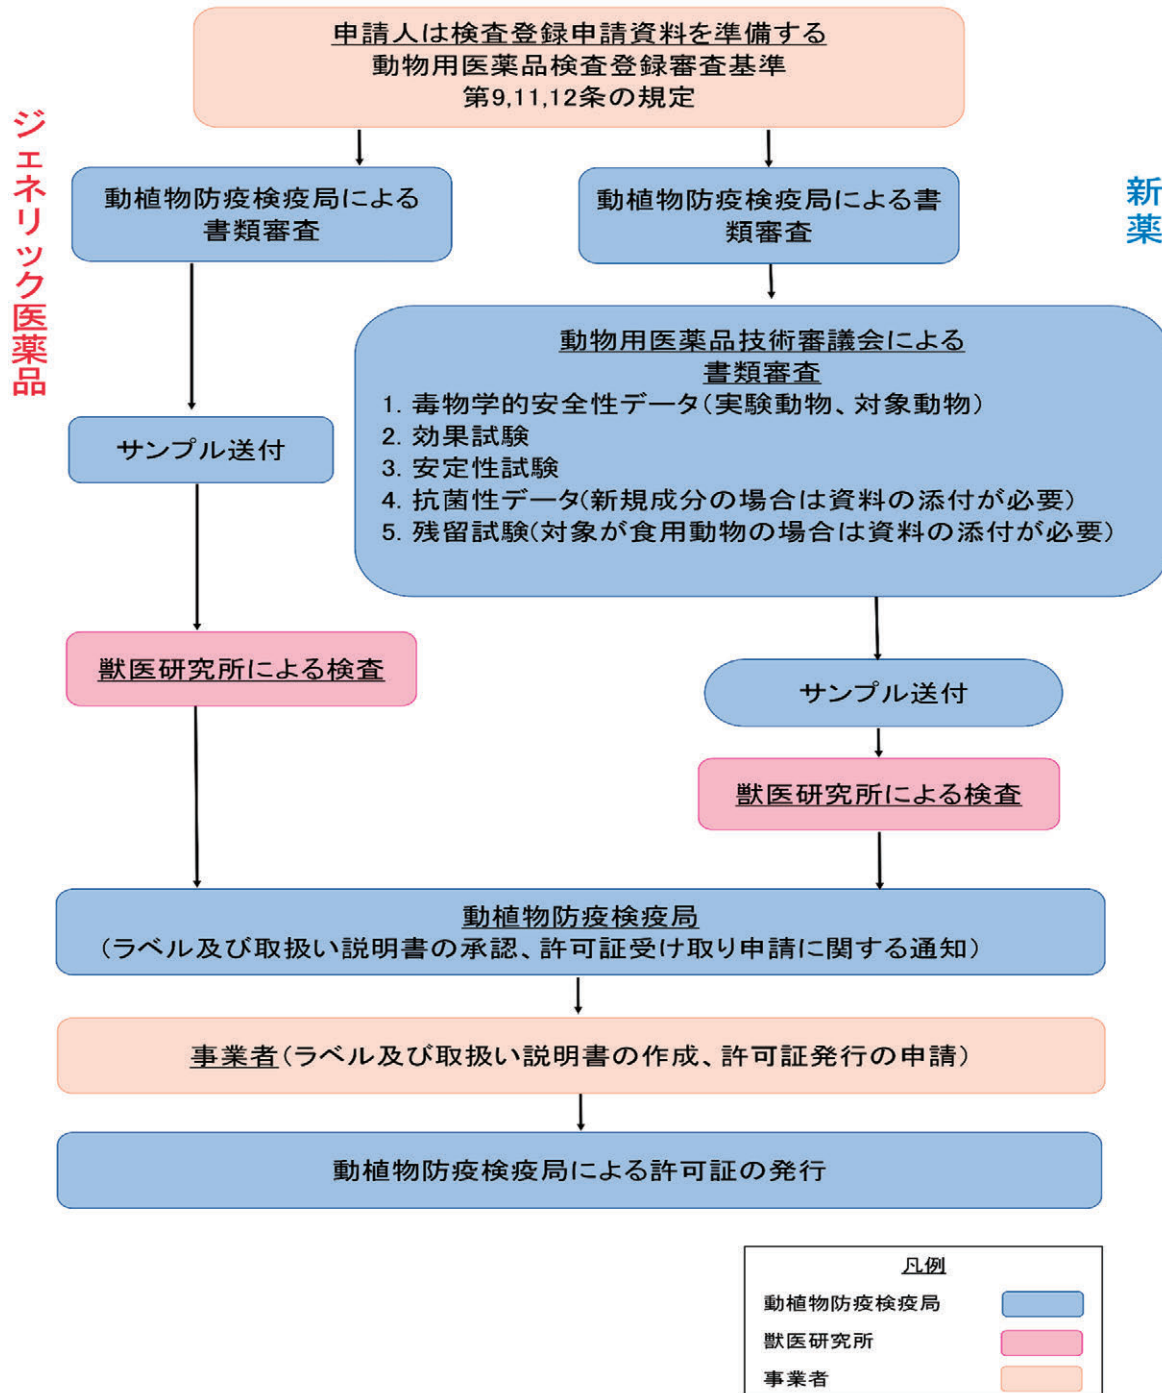 申請人は検査登録申請資料を準備する
動物用医薬品検査登録審査基準
第9,11,12条の規定
ジェネリック医薬品
新薬
動植物防疫検疫局による
書類審査
動植物防疫検疫局による書
類審査
動物用医薬品技術審議会による
書類審査
1. 毒物学的安全性データ(実験動物、対象動物)
2. 効果試験
3. 安定性試験
4. 抗菌性データ(新規成分の場合は資料の添付が必要)
5. 残留試験(対象が食用動物の場合は資料の添付が必要)
サンプル送付
獣医研究所による検査
サンプル送付
獣医研究所による検査
動植物防疫検疫局
(ラベル及び取扱い説明書の承認、許可証受け取り申請に関する通知)
事業者(ラベル及び取扱い説明書の作成、許可証発行の申請)
動植物防疫検疫局による許可証の発行
凡例
動植物防疫検疫局
獣医研究所
事業者